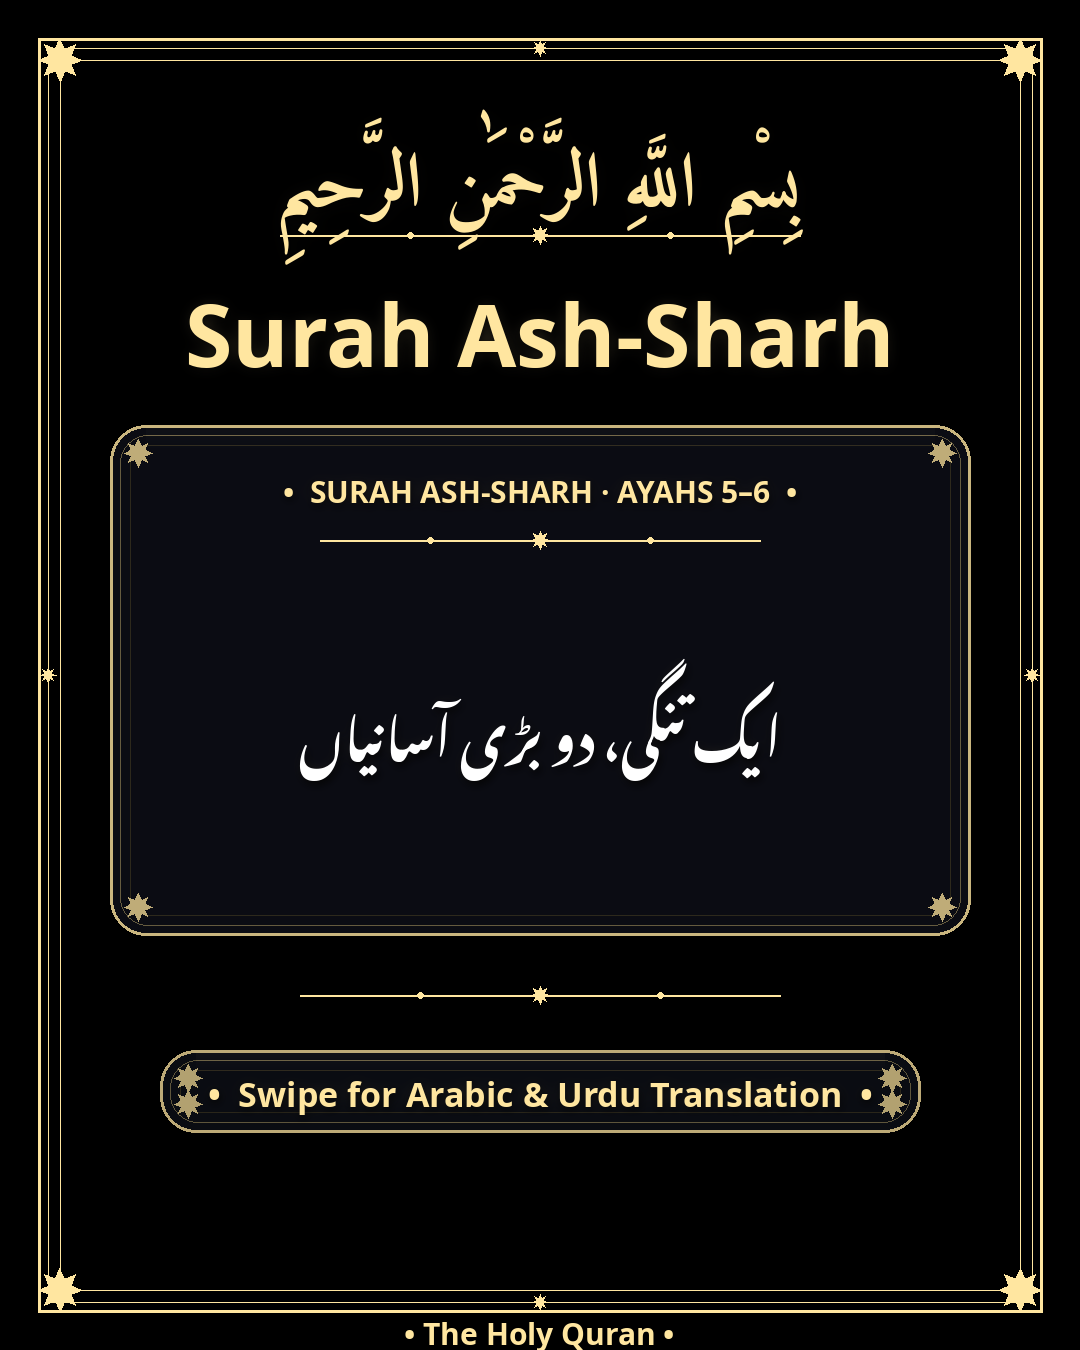 بِسْمِ اللَّهِ الرَّحْمَٰنِ الرَّحِيمِ
Surah Ash-Sharh
• SURAH ASH-SHARH · AYAHS 5–6 •
ایک تنگی، دو بڑی آسانیاں
• Swipe for Arabic & Urdu Translation •
• The Holy Quran •